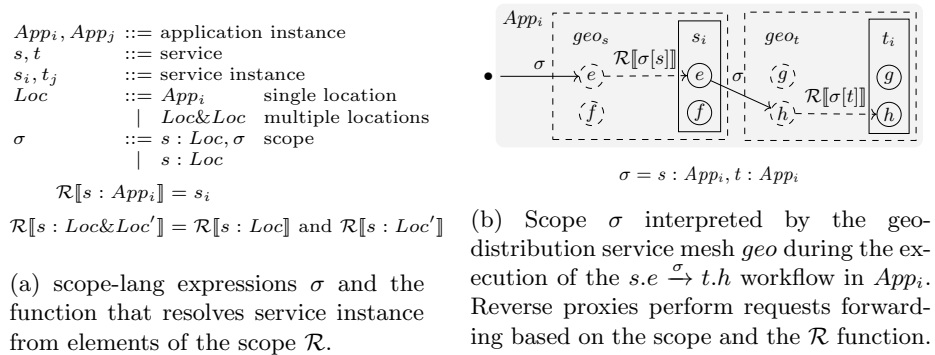 App_i, App_j ::= application instance
s, t ::= service
s_i, t_j ::= service instance
Loc ::= App_i single location
| Loc&Loc multiple locations
σ ::= s : Loc, σ scope
| s : Loc
R⟦s : App_i⟧ = s_i
R⟦s : Loc&Loc′⟧ = R⟦s : Loc⟧ and R⟦s : Loc′⟧
(a) scope-lang expressions σ and the
function that resolves service instance
from elements of the scope R.
App_i
geo_s s_i geo_t t_i
σ e R⟦σ[s]⟧ e σ g g
f f h R⟦σ[t]⟧ h
σ = s : App_i, t : App_i
(b) Scope σ interpreted by the geo-
distribution service mesh geo during the ex-
ecution of the s.e —σ→ t.h workflow in App_i.
Reverse proxies perform requests forward-
ing based on the scope and the R function.